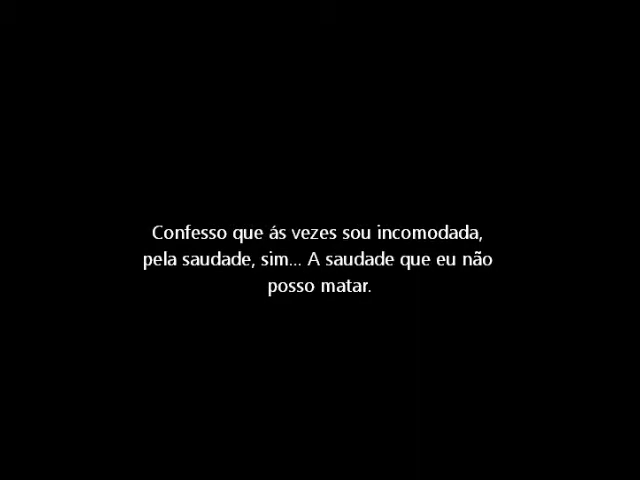 Confesso que ás vezes sou incomodada,
pela saudade, sim... A saudade que eu não
posso matar.